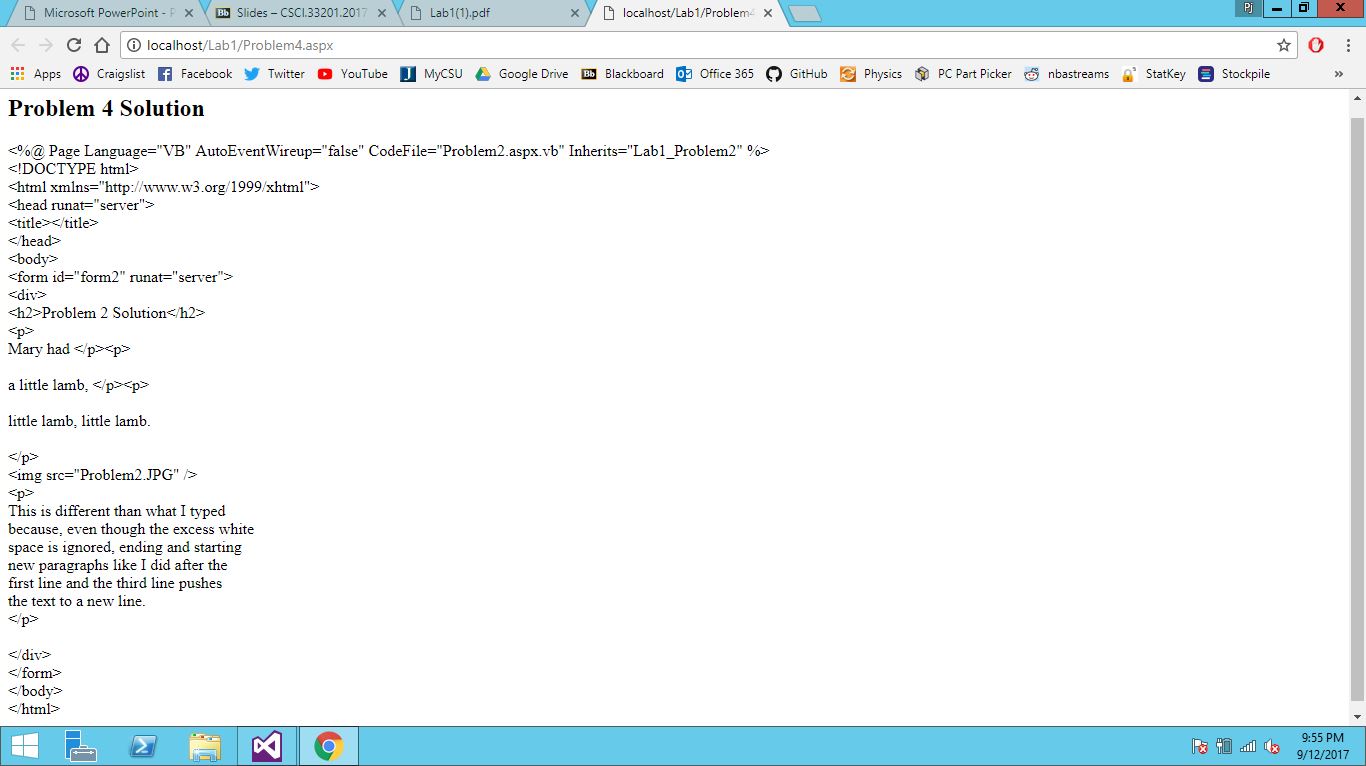 Microsoft PowerPoint - P
Bb Slides – CSCI.33201.2017
Lab1(1).pdf
localhost/Lab1/Problem4
Pj
localhost/Lab1/Problem4.aspx
Apps Craigslist Facebook Twitter YouTube J MyCSU Google Drive Bb Blackboard Office 365 GitHub Physics PC Part Picker nbastreams StatKey Stockpile »
Problem 4 Solution
<%@ Page Language="VB" AutoEventWireup="false" CodeFile="Problem2.aspx.vb" Inherits="Lab1_Problem2" %>
<!DOCTYPE html>
<html xmlns="http://www.w3.org/1999/xhtml">
<head runat="server">
<title></title>
</head>
<body>
<form id="form2" runat="server">
<div>
<h2>Problem 2 Solution</h2>
<p>
Mary had </p><p>
a little lamb, </p><p>
little lamb, little lamb.
</p>
<img src="Problem2.JPG" />
<p>
This is different than what I typed
because, even though the excess white
space is ignored, ending and starting
new paragraphs like I did after the
first line and the third line pushes
the text to a new line.
</p>
</div>
</form>
</body>
</html>
9:55 PM
9/12/2017